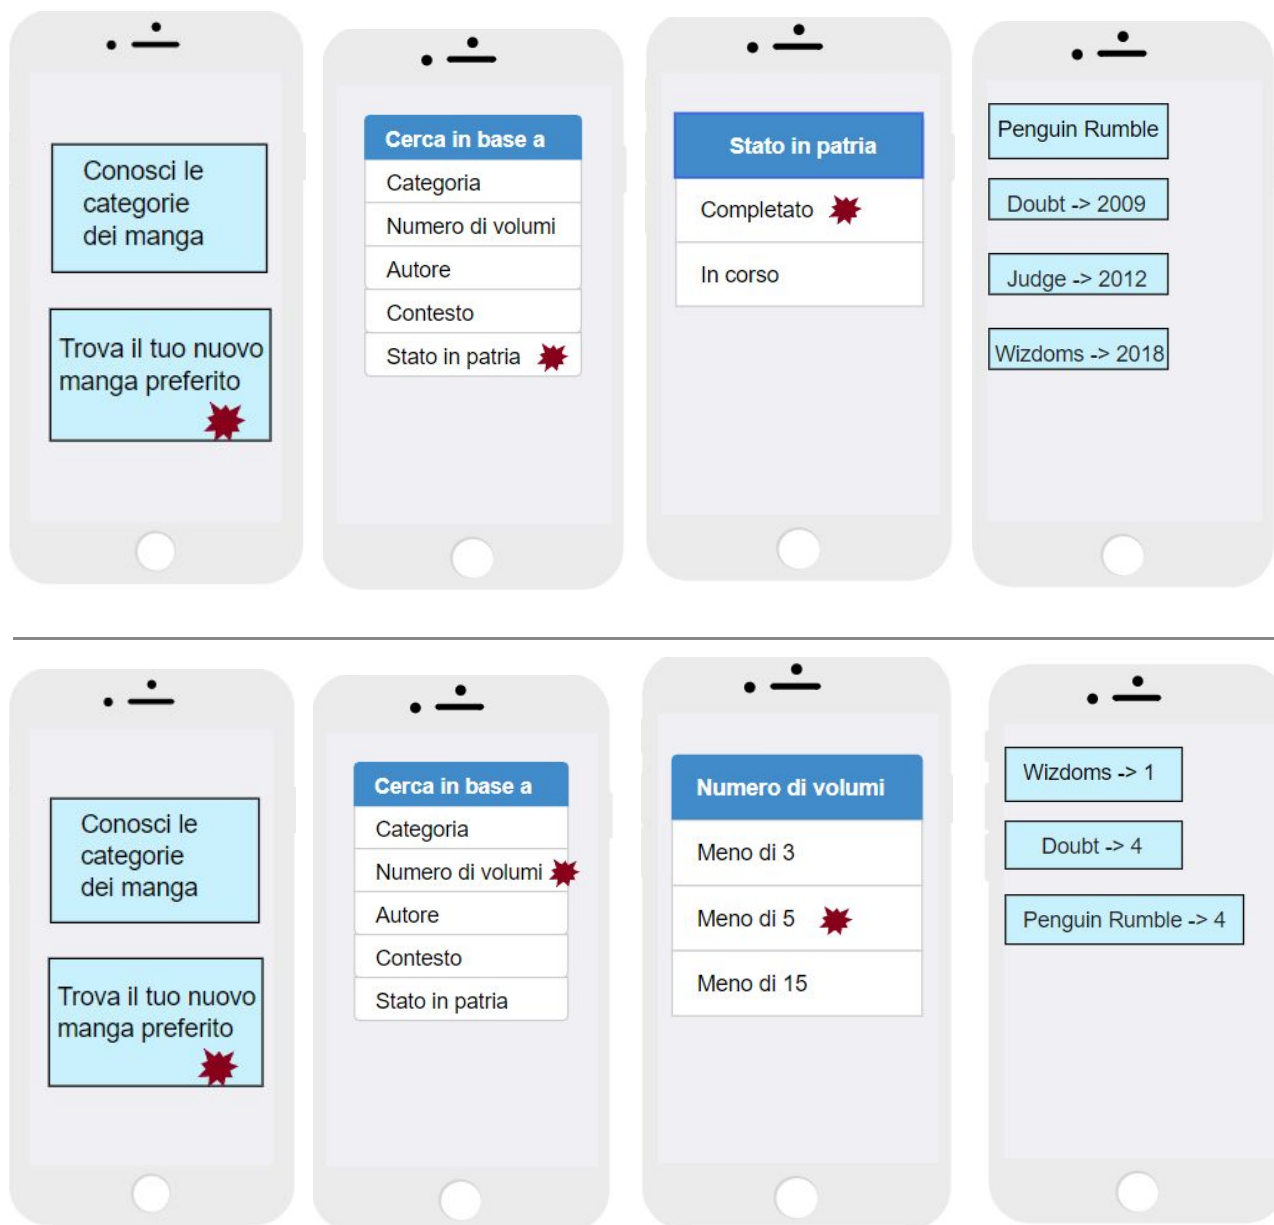 Conosci le
categorie
dei manga
Trova il tuo nuovo
manga preferito
Cerca in base a
Categoria
Numero di volumi
Autore
Contesto
Stato in patria
Stato in patria
Completato
In corso
Penguin Rumble
Doubt -> 2009
Judge -> 2012
Wizdoms -> 2018
Conosci le
categorie
dei manga
Trova il tuo nuovo
manga preferito
Cerca in base a
Categoria
Numero di volumi
Autore
Contesto
Stato in patria
Numero di volumi
Meno di 3
Meno di 5
Meno di 15
Wizdoms -> 1
Doubt -> 4
Penguin Rumble -> 4